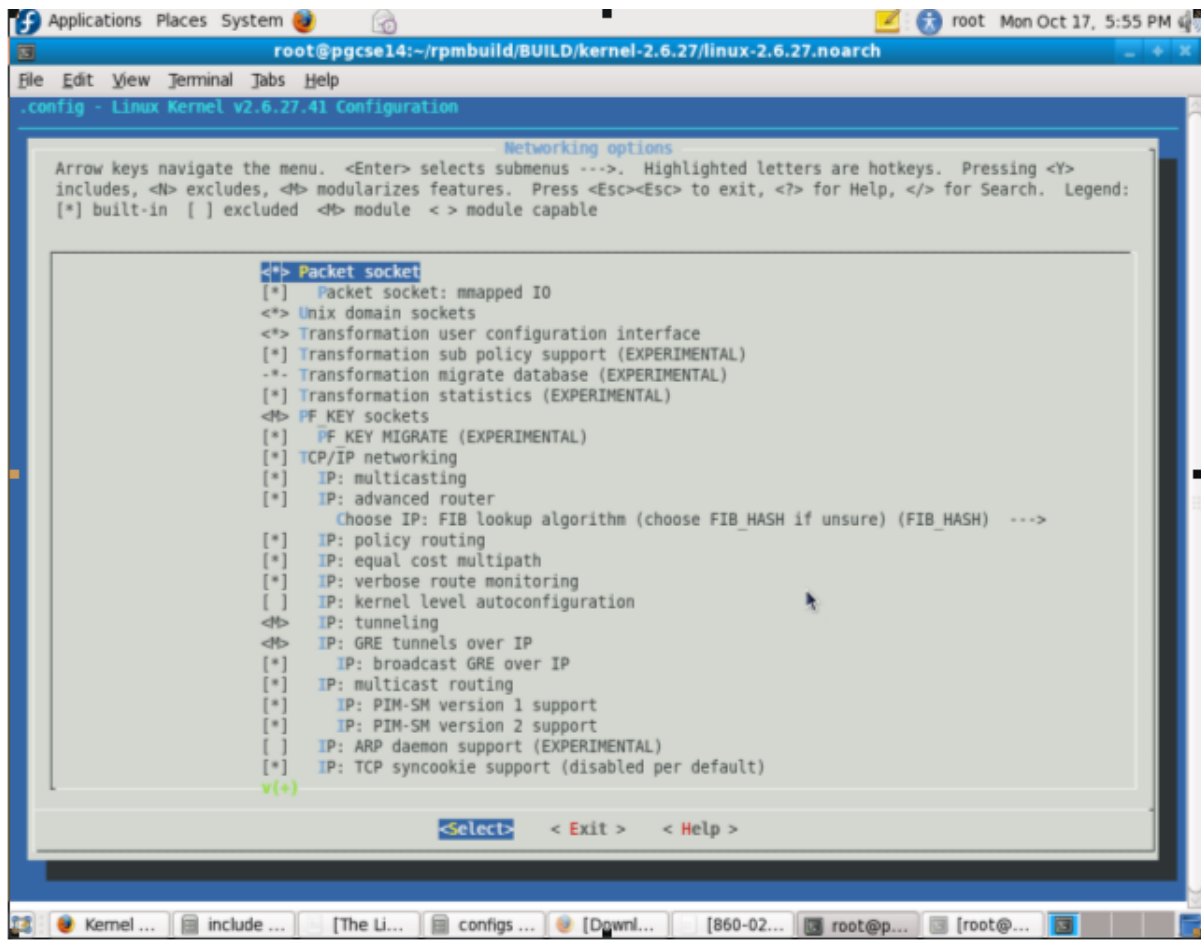 Applications Places System root Mon Oct 17, 5:55 PM
root@pgcse14:~/rpmbuild/BUILD/kernel-2.6.27/linux-2.6.27.noarch
File Edit View Terminal Tabs Help
.config - Linux Kernel v2.6.27.41 Configuration
Networking options
Arrow keys navigate the menu. <Enter> selects submenus --->. Highlighted letters are hotkeys. Pressing <Y>
includes, <N> excludes, <M> modularizes features. Press <Esc><Esc> to exit, <?> for Help, </> for Search. Legend:
[*] built-in [ ] excluded <M> module < > module capable
<*> Packet socket
[*] Packet socket: mmapped IO
<*> Unix domain sockets
<*> Transformation user configuration interface
[*] Transformation sub policy support (EXPERIMENTAL)
-*- Transformation migrate database (EXPERIMENTAL)
[*] Transformation statistics (EXPERIMENTAL)
<M> PF_KEY sockets
[*] PF_KEY MIGRATE (EXPERIMENTAL)
[*] TCP/IP networking
[*] IP: multicasting
[*] IP: advanced router
Choose IP: FIB lookup algorithm (choose FIB_HASH if unsure) (FIB_HASH) --->
[*] IP: policy routing
[*] IP: equal cost multipath
[*] IP: verbose route monitoring
[ ] IP: kernel level autoconfiguration
<M> IP: tunneling
<M> IP: GRE tunnels over IP
[*] IP: broadcast GRE over IP
[*] IP: multicast routing
[*] IP: PIM-SM version 1 support
[*] IP: PIM-SM version 2 support
[ ] IP: ARP daemon support (EXPERIMENTAL)
[*] IP: TCP syncookie support (disabled per default)
v(+)
<Select> < Exit > < Help >
Kernel ... include ... [The Li... configs ... [Downl... [860-02... root@p... [root@...